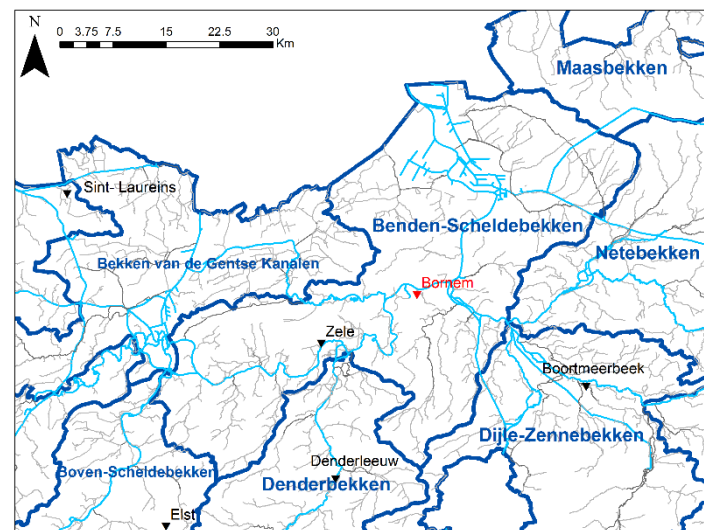 N
0 3.75 7.5 15 22.5 30
Km
Maasbekken
Sint- Laureins
Benden-Scheldebekken
Netebekken
Bekken van de Gentse Kanalen
Bornem
Zele
Boortmeerbeek
Dijle-Zennebekken
Denderleeuw
Boven-Scheldebekken
Denderbekken
Elst